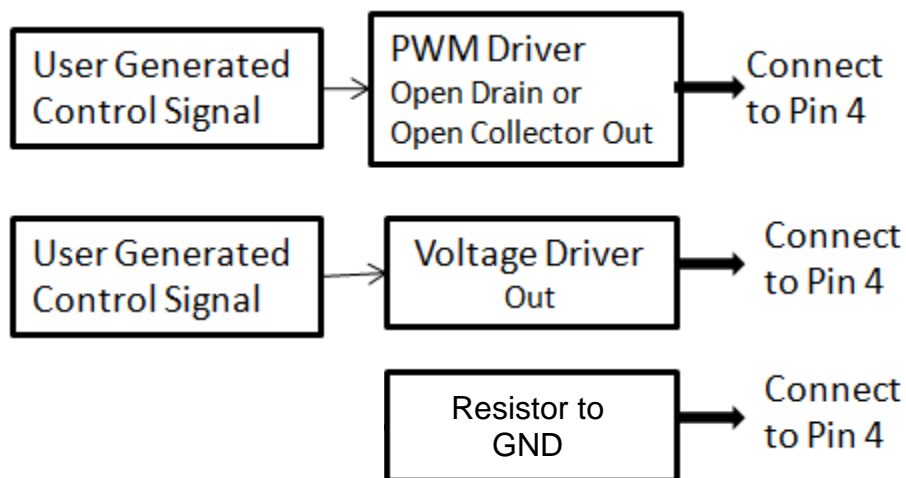 User Generated
Control Signal
PWM Driver
Open Drain or
Open Collector Out
Connect
to Pin 4
User Generated
Control Signal
Voltage Driver
Out
Connect
to Pin 4
Resistor to
GND
Connect
to Pin 4